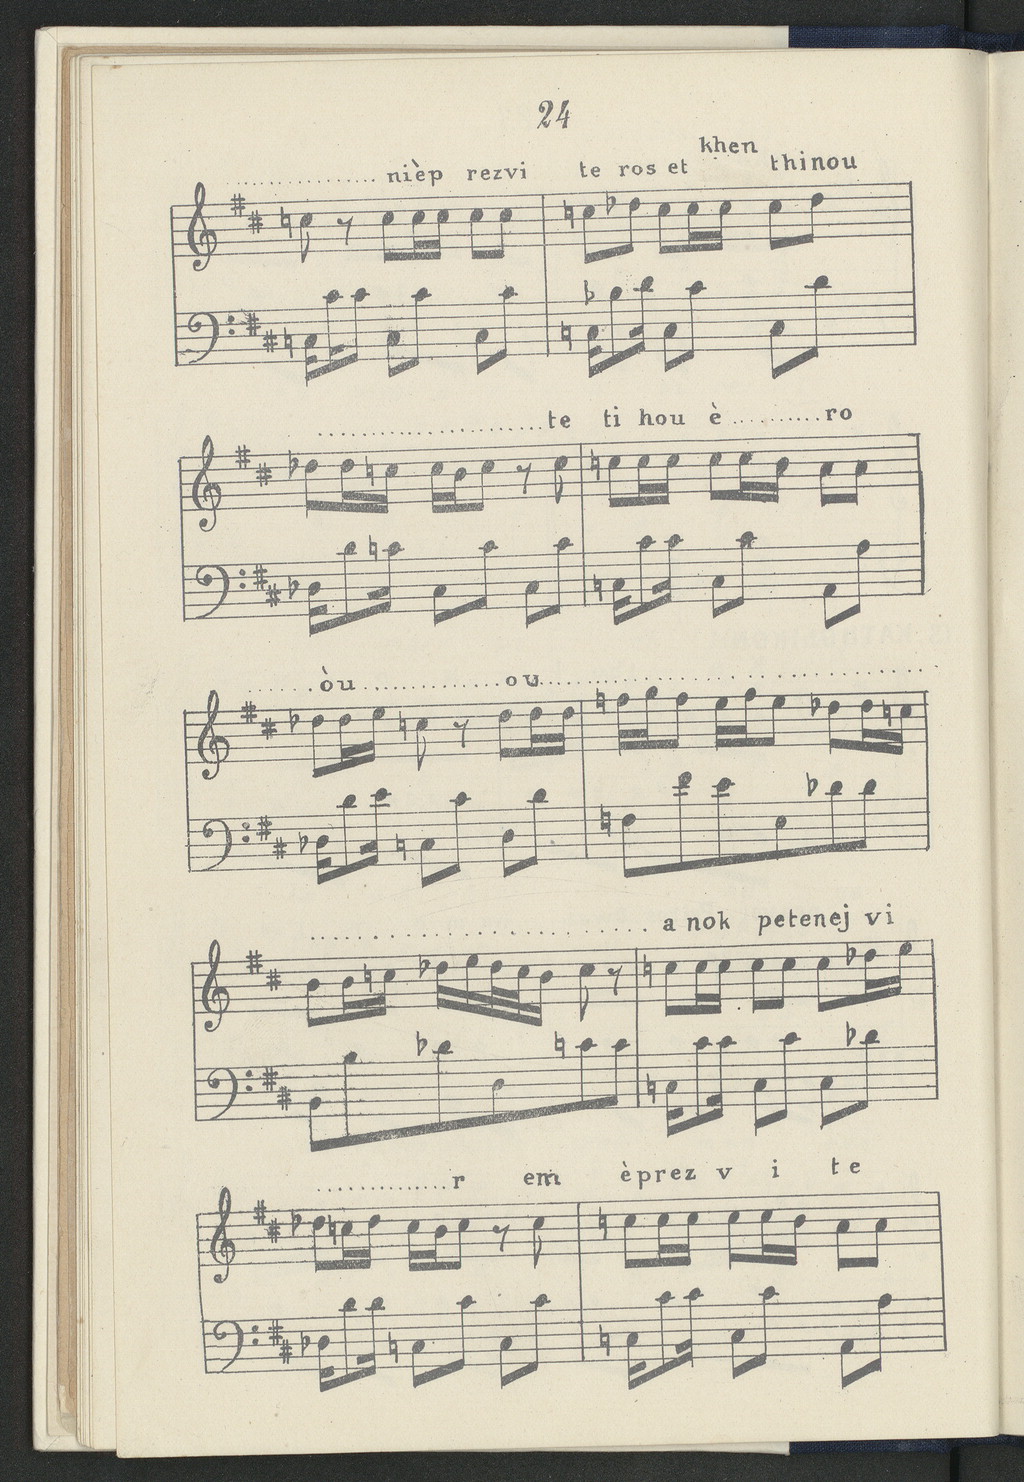 24
............... nièp rezvi te ros et khen thinou
......................te ti hou è..........ro
......òu..............ou..............................
........................ a nok petenej vi
.............r em èprez v i te